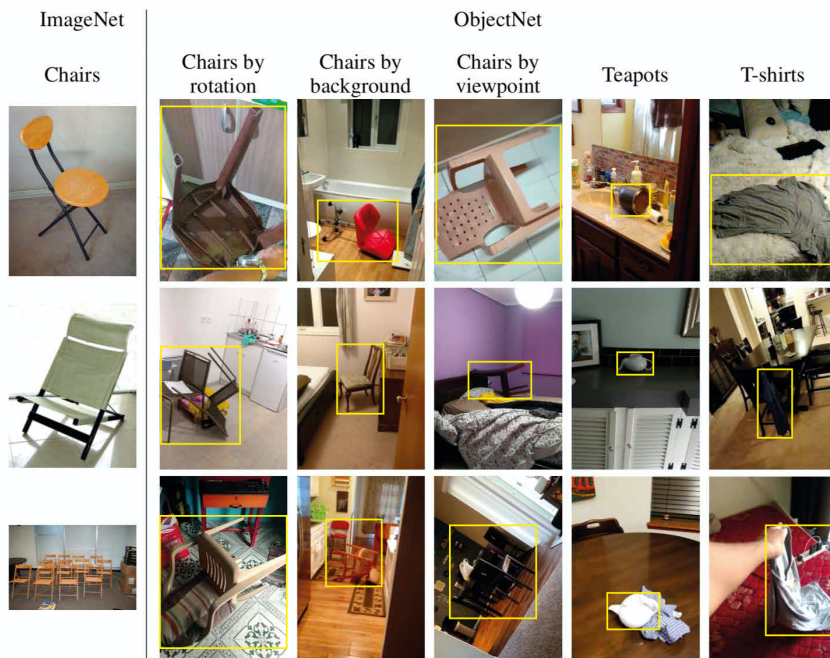 ImageNet
ObjectNet
Chairs
Chairs by
rotation
Chairs by
background
Chairs by
viewpoint
Teapots
T-shirts